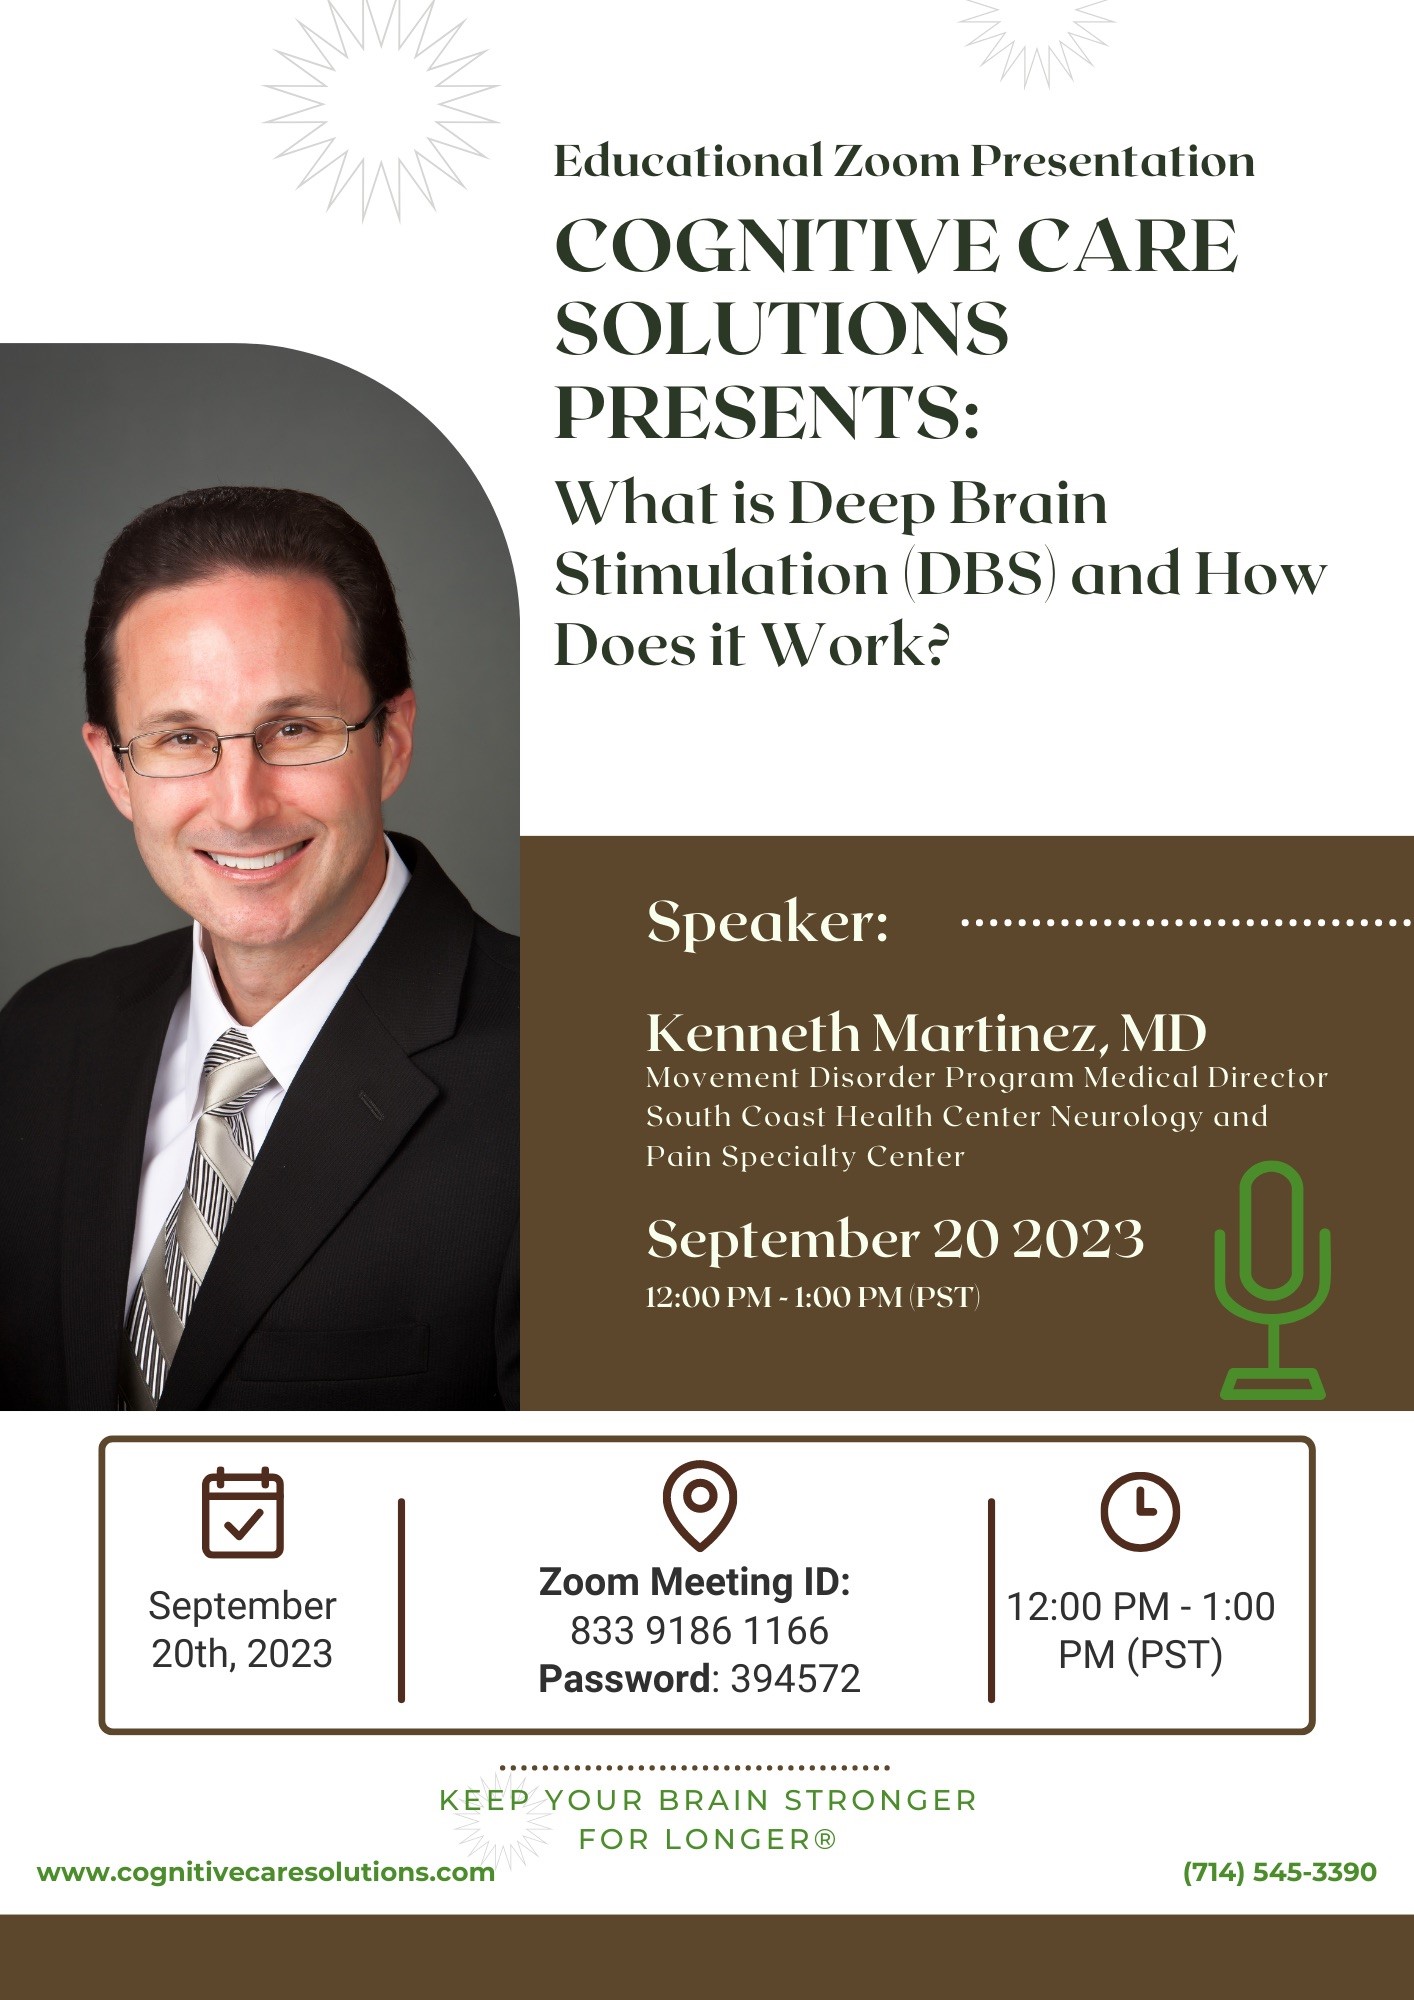 Educational Zoom Presentation
COGNITIVE CARE
SOLUTIONS
PRESENTS:
What is Deep Brain
Stimulation (DBS) and How
Does it Work?
Speaker:
Kenneth Martinez, MD
Movement Disorder Program Medical Director
South Coast Health Center Neurology and
Pain Specialty Center
September 20 2023
12:00 PM - 1:00 PM (PST)
September
20th, 2023
Zoom Meeting ID:
833 9186 1166
Password: 394572
12:00 PM - 1:00
PM (PST)
KEEP YOUR BRAIN STRONGER
FOR LONGER®
www.cognitivecaresolutions.com
(714) 545-3390